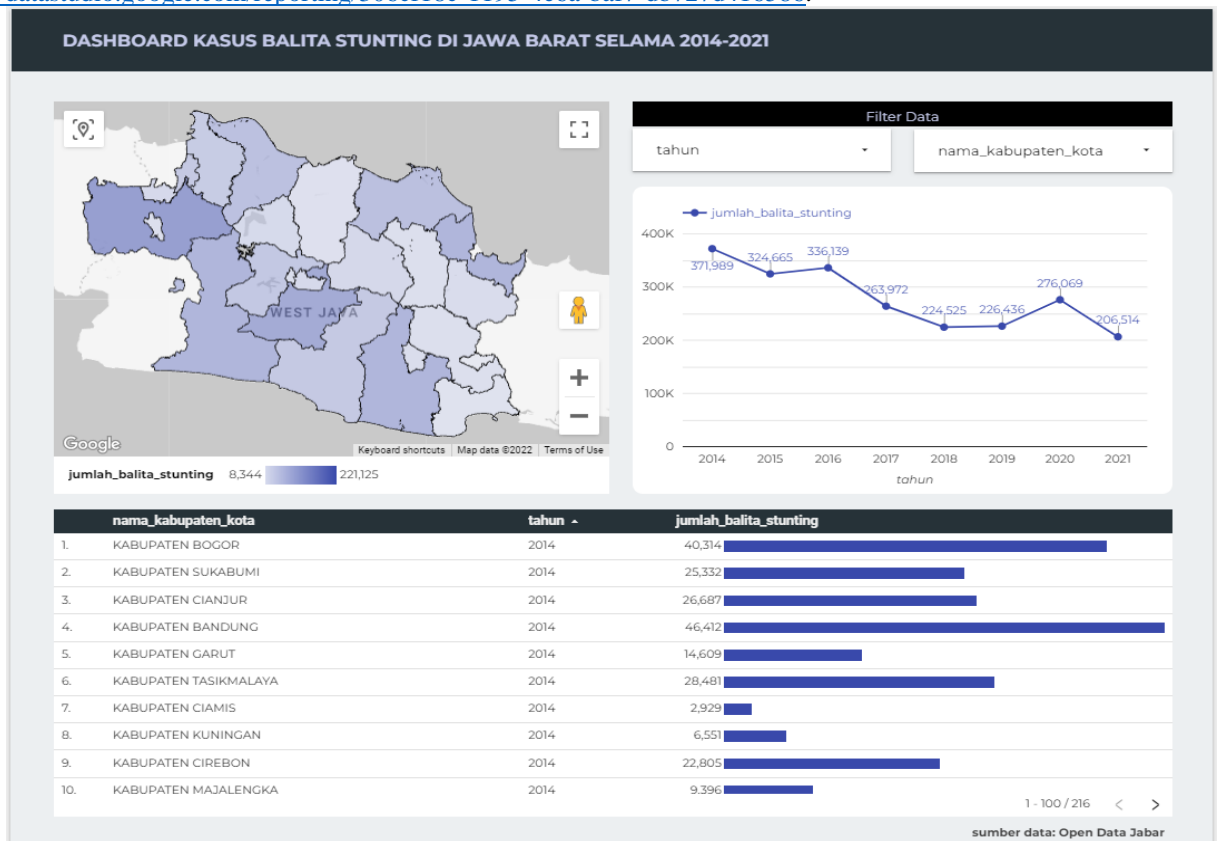 DASHBOARD KASUS BALITA STUNTING DI JAWA BARAT SELAMA 2014-2021
WEST JAVA
Google
Keyboard shortcuts Map data ©2022 Terms of Use
jumlah_balita_stunting 8,344 221,125
Filter Data
tahun nama_kabupaten_kota
jumlah_balita_stunting
400K
300K
200K
100K
0
371,989 324,665 336,139 263,972 224,525 226,436 276,069 206,514
2014 2015 2016 2017 2018 2019 2020 2021
tahun
nama_kabupaten_kota tahun jumlah_balita_stunting
1. KABUPATEN BOGOR 2014 40,314
2. KABUPATEN SUKABUMI 2014 25,332
3. KABUPATEN CIANJUR 2014 26,687
4. KABUPATEN BANDUNG 2014 46,412
5. KABUPATEN GARUT 2014 14,609
6. KABUPATEN TASIKMALAYA 2014 28,481
7. KABUPATEN CIAMIS 2014 2,929
8. KABUPATEN KUNINGAN 2014 6,551
9. KABUPATEN CIREBON 2014 22,805
10. KABUPATEN MAJALENGKA 2014 9,396
1 - 100 / 216 < >
sumber data: Open Data Jabar